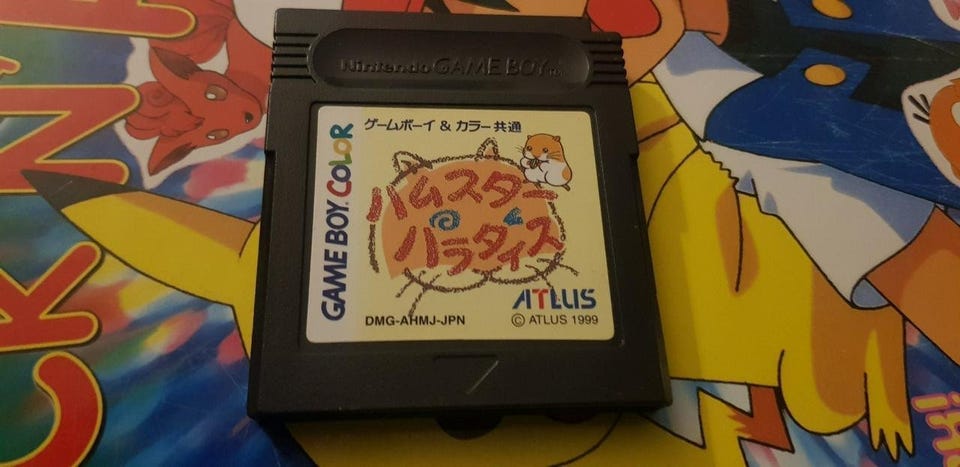 Nintendo GAME BOY TM
GAME BOY COLOR
ゲームボーイ & カラー共通
ハムスター
パラダイス
ATLUS
DMG-AHMJ-JPN
© ATLUS 1999